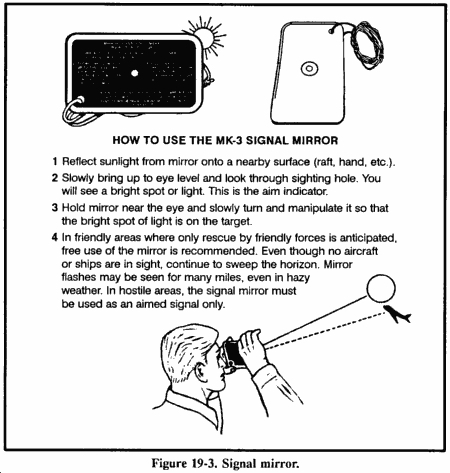 HOW TO USE THE MK-3 SIGNAL MIRROR
1 Reflect sunlight from mirror onto a nearby surface (raft, hand, etc.).
2 Slowly bring up to eye level and look through sighting hole. You
will see a bright spot or light. This is the aim indicator.
3 Hold mirror near the eye and slowly turn and manipulate it so that
the bright spot of light is on the target.
4 In friendly areas where only rescue by friendly forces is anticipated,
free use of the mirror is recommended. Even though no aircraft
or ships are in sight, continue to sweep the horizon. Mirror
flashes may be seen for many miles, even in hazy
weather. In hostile areas, the signal mirror must
be used as an aimed signal only.
Figure 19-3. Signal mirror.